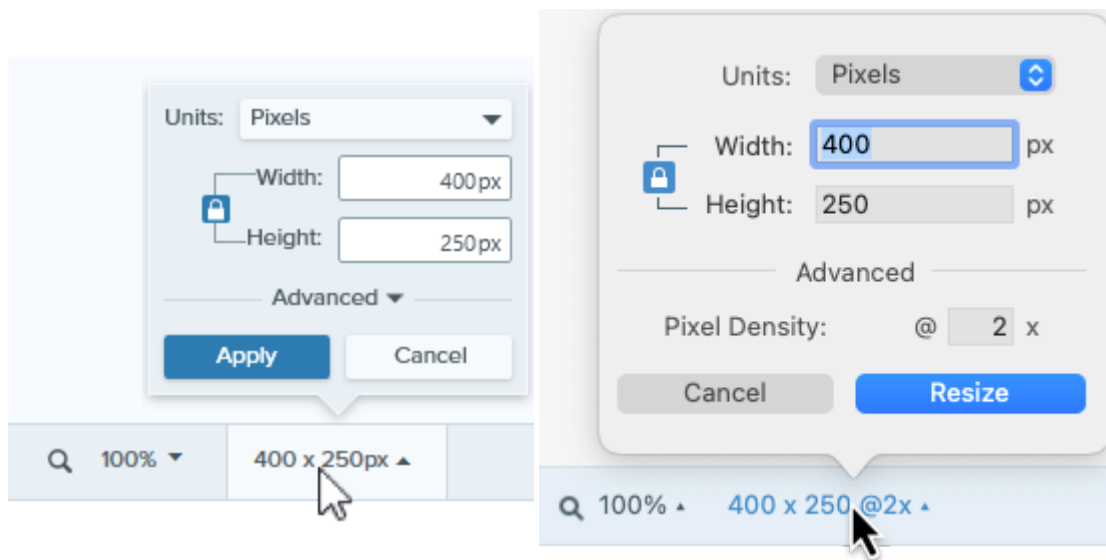 Units: Pixels
Width: 400px
Height: 250px
Advanced
Apply Cancel
100% 400 x 250px
Units: Pixels
Width: 400 px
Height: 250 px
Advanced
Pixel Density: @ 2 x
Cancel Resize
100% 400 x 250 @2x